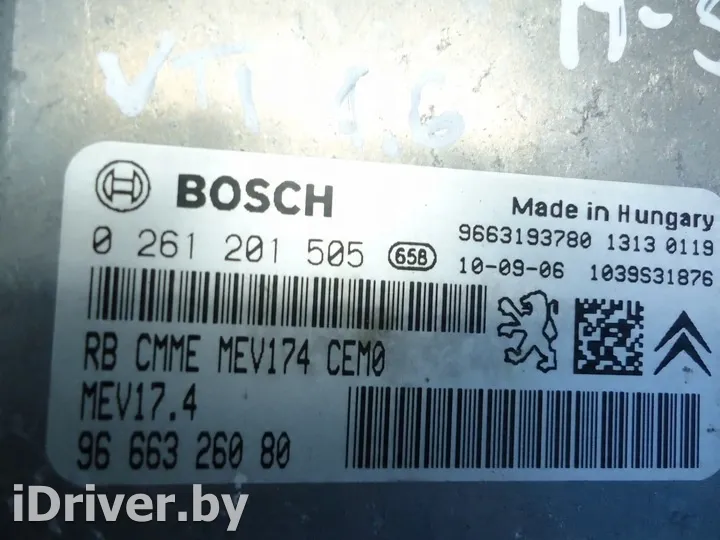 VTI 1.6
BOSCH
Made in Hungary
0 261 201 505 658
9663193780 1313 0119
10-09-06 1039S31876
RB CMME MEV174 CEM0
MEV17.4
96 663 260 80
iDriver.by